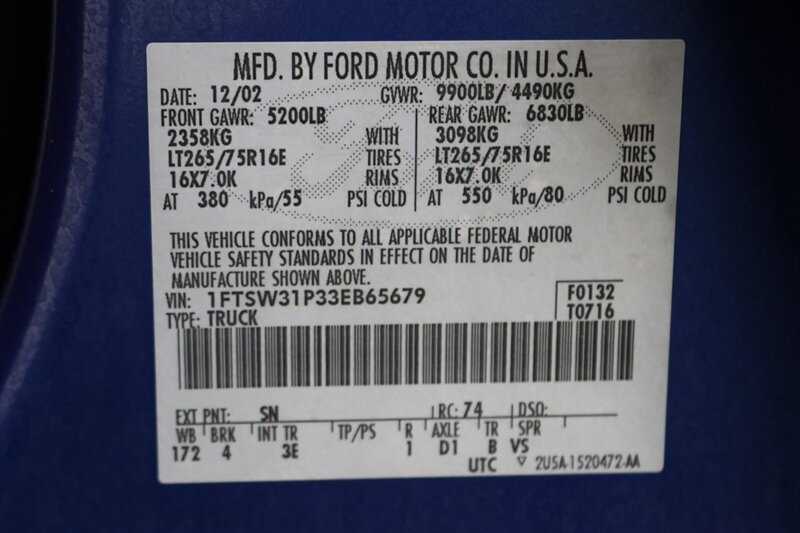 MFD. BY FORD MOTOR CO. IN U.S.A.
DATE: 12/02 GVWR: 9900LB/ 4490KG
FRONT GAWR: 5200LB REAR GAWR: 6830LB
2358KG WITH 3098KG WITH
LT265/75R16E TIRES LT265/75R16E TIRES
16X7.0K RIMS 16X7.0K RIMS
AT 380 kPa/55 PSI COLD AT 550 kPa/80 PSI COLD
THIS VEHICLE CONFORMS TO ALL APPLICABLE FEDERAL MOTOR
VEHICLE SAFETY STANDARDS IN EFFECT ON THE DATE OF
MANUFACTURE SHOWN ABOVE.
VIN: 1FTSW31P33EB65679 F0132
TYPE: TRUCK T0716
EXT PNT: SN RC: 74 DSO:
WB BRK INT TR TP/PS R AXLE TR SPR
172 4 3E 1 D1 B VS
UTC ▽ 2U5A-1520472-AA